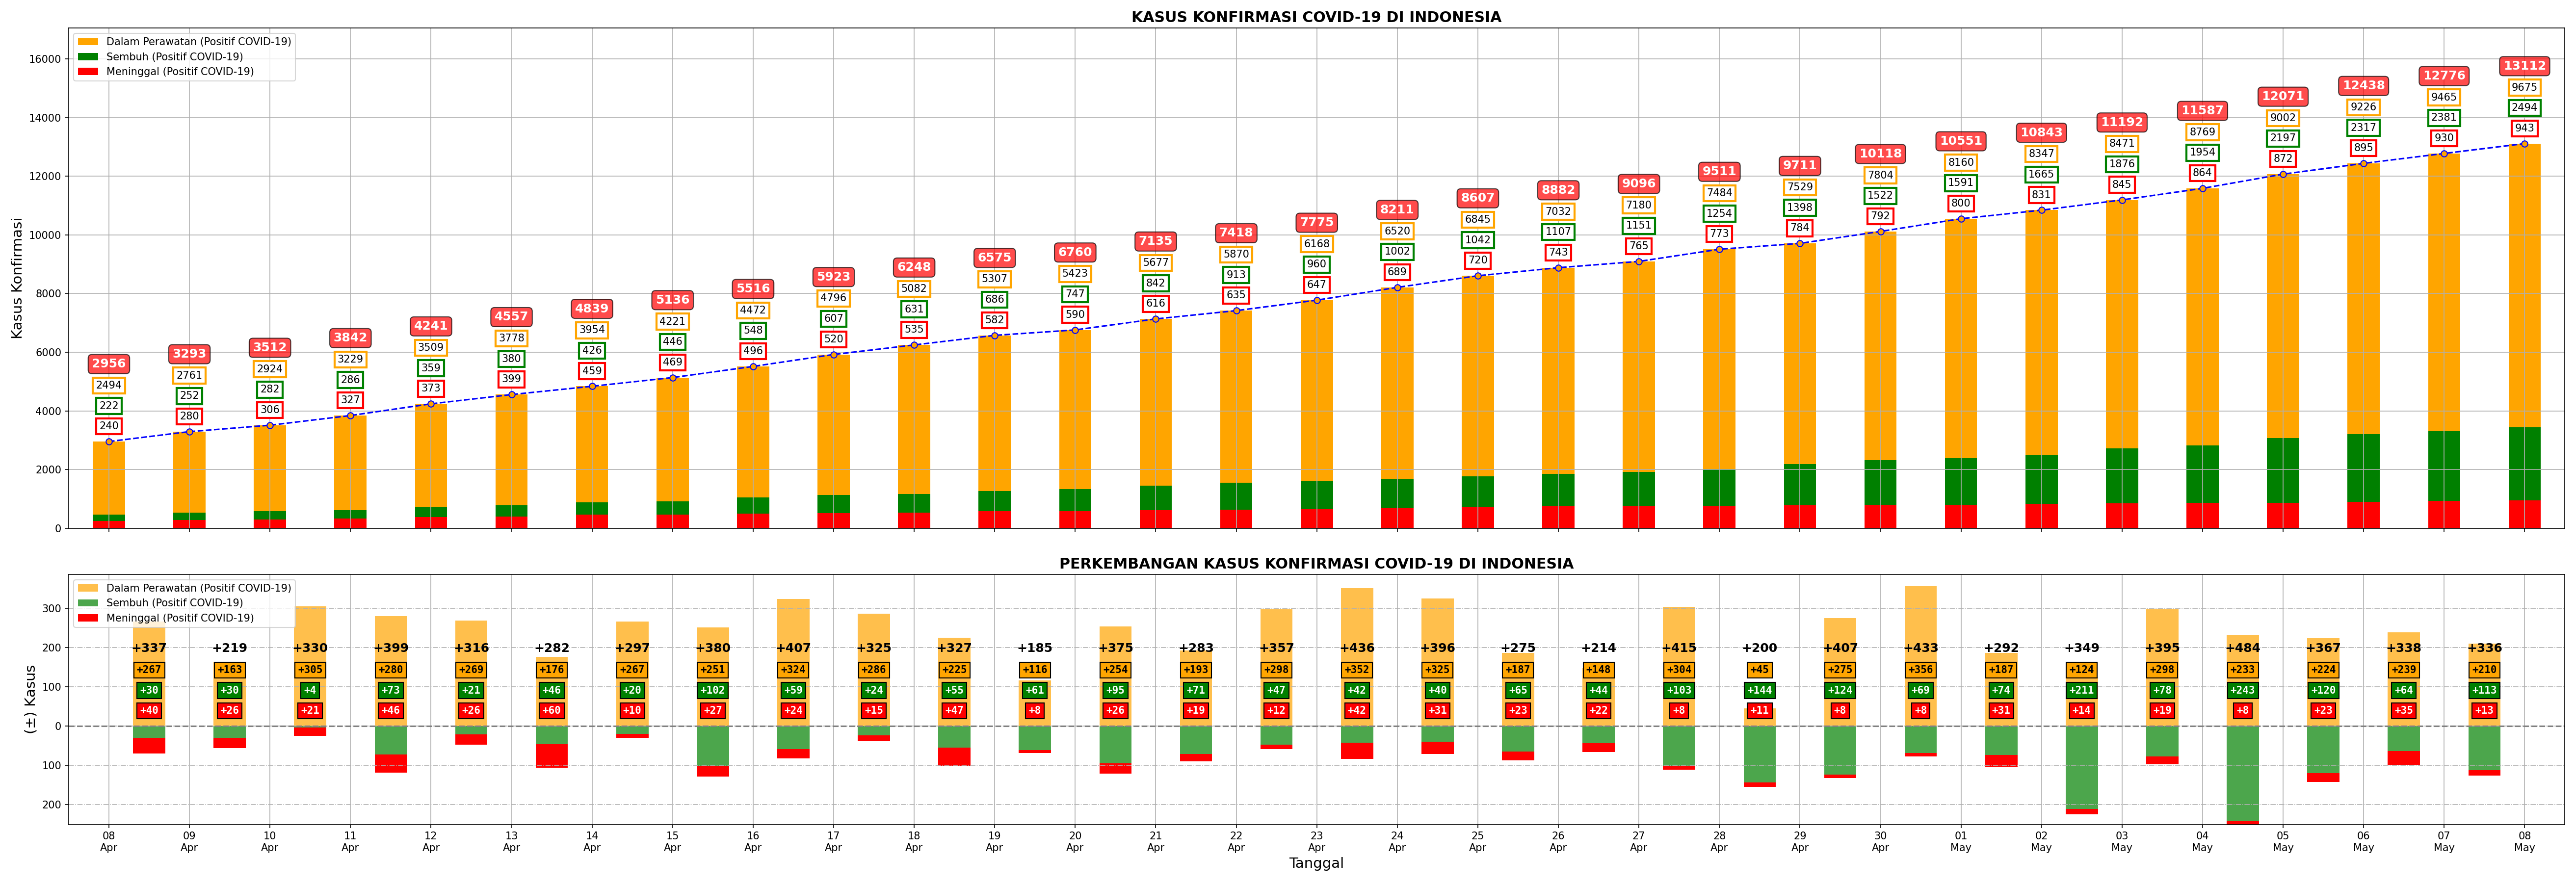 KASUS KONFIRMASI COVID-19 DI INDONESIA
Dalam Perawatan (Positif COVID-19)
Sembuh (Positif COVID-19)
Meninggal (Positif COVID-19)
Kasus Konfirmasi
16000
14000
12000
10000
8000
6000
4000
2000
0
2956 3293 3512 3842 4241 4557 4839 5136 5516 5923 6248 6575 6760 7135 7418 7775 8211 8607 8882 9096 9511 9711 10118 10551 10843 11192 11587 12071 12438 12776 13112
2494 2761 2924 3229 3509 3778 3954 4221 4472 4796 5082 5307 5423 5677 5870 6168 6520 6845 7032 7180 7484 7529 7804 8160 8347 8471 8769 9002 9226 9465 9675
222 252 282 286 359 380 426 446 548 607 631 686 747 842 913 960 1002 1042 1107 1151 1254 1398 1522 1591 1665 1876 1954 2197 2317 2381 2494
240 280 306 327 373 399 459 469 496 520 535 582 590 616 635 647 689 720 743 765 773 784 792 800 831 845 864 872 895 930 943
PERKEMBANGAN KASUS KONFIRMASI COVID-19 DI INDONESIA
Dalam Perawatan (Positif COVID-19)
Sembuh (Positif COVID-19)
Meninggal (Positif COVID-19)
(±) Kasus
300
200
100
0
100
200
+337 +219 +330 +399 +316 +282 +297 +380 +407 +325 +327 +185 +375 +283 +357 +436 +396 +275 +214 +415 +200 +407 +433 +292 +349 +395 +484 +367 +338 +336
+267 +163 +305 +280 +269 +176 +267 +251 +324 +286 +225 +116 +254 +193 +298 +352 +325 +187 +148 +304 +45 +275 +356 +187 +124 +298 +233 +224 +239 +210
+30 +30 +4 +73 +21 +46 +20 +102 +59 +24 +55 +61 +95 +71 +47 +42 +40 +65 +44 +103 +144 +124 +69 +74 +211 +78 +243 +120 +64 +113
+40 +26 +21 +46 +26 +60 +10 +27 +24 +15 +47 +8 +26 +19 +12 +42 +31 +23 +22 +8 +11 +8 +8 +31 +14 +19 +8 +23 +35 +13
08 09 10 11 12 13 14 15 16 17 18 19 20 21 22 23 24 25 26 27 28 29 30 01 02 03 04 05 06 07 08
Apr Apr Apr Apr Apr Apr Apr Apr Apr Apr Apr Apr Apr Apr Apr Apr Apr Apr Apr Apr Apr Apr Apr May May May May May May May May
Tanggal